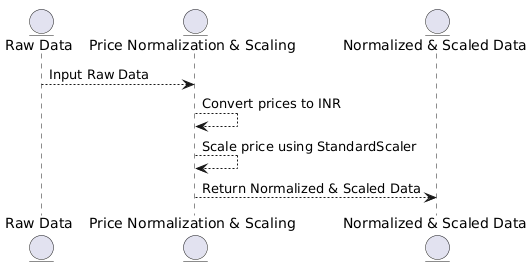 Raw Data
Price Normalization & Scaling
Normalized & Scaled Data
Input Raw Data
Convert prices to INR
Scale price using StandardScaler
Return Normalized & Scaled Data
Raw Data
Price Normalization & Scaling
Normalized & Scaled Data